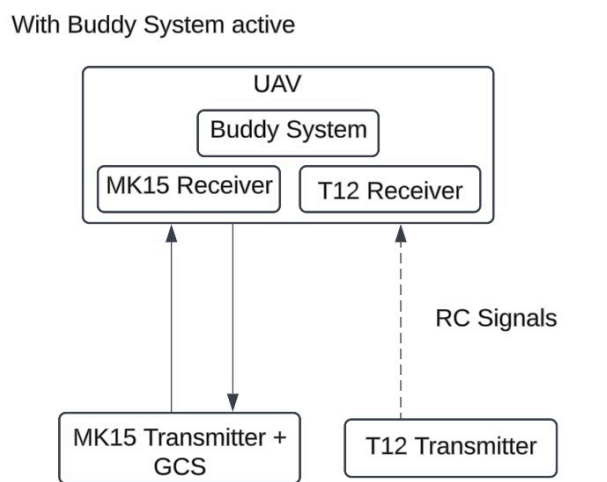 With Buddy System active
UAV
Buddy System
MK15 Receiver
T12 Receiver
RC Signals
MK15 Transmitter +
GCS
T12 Transmitter